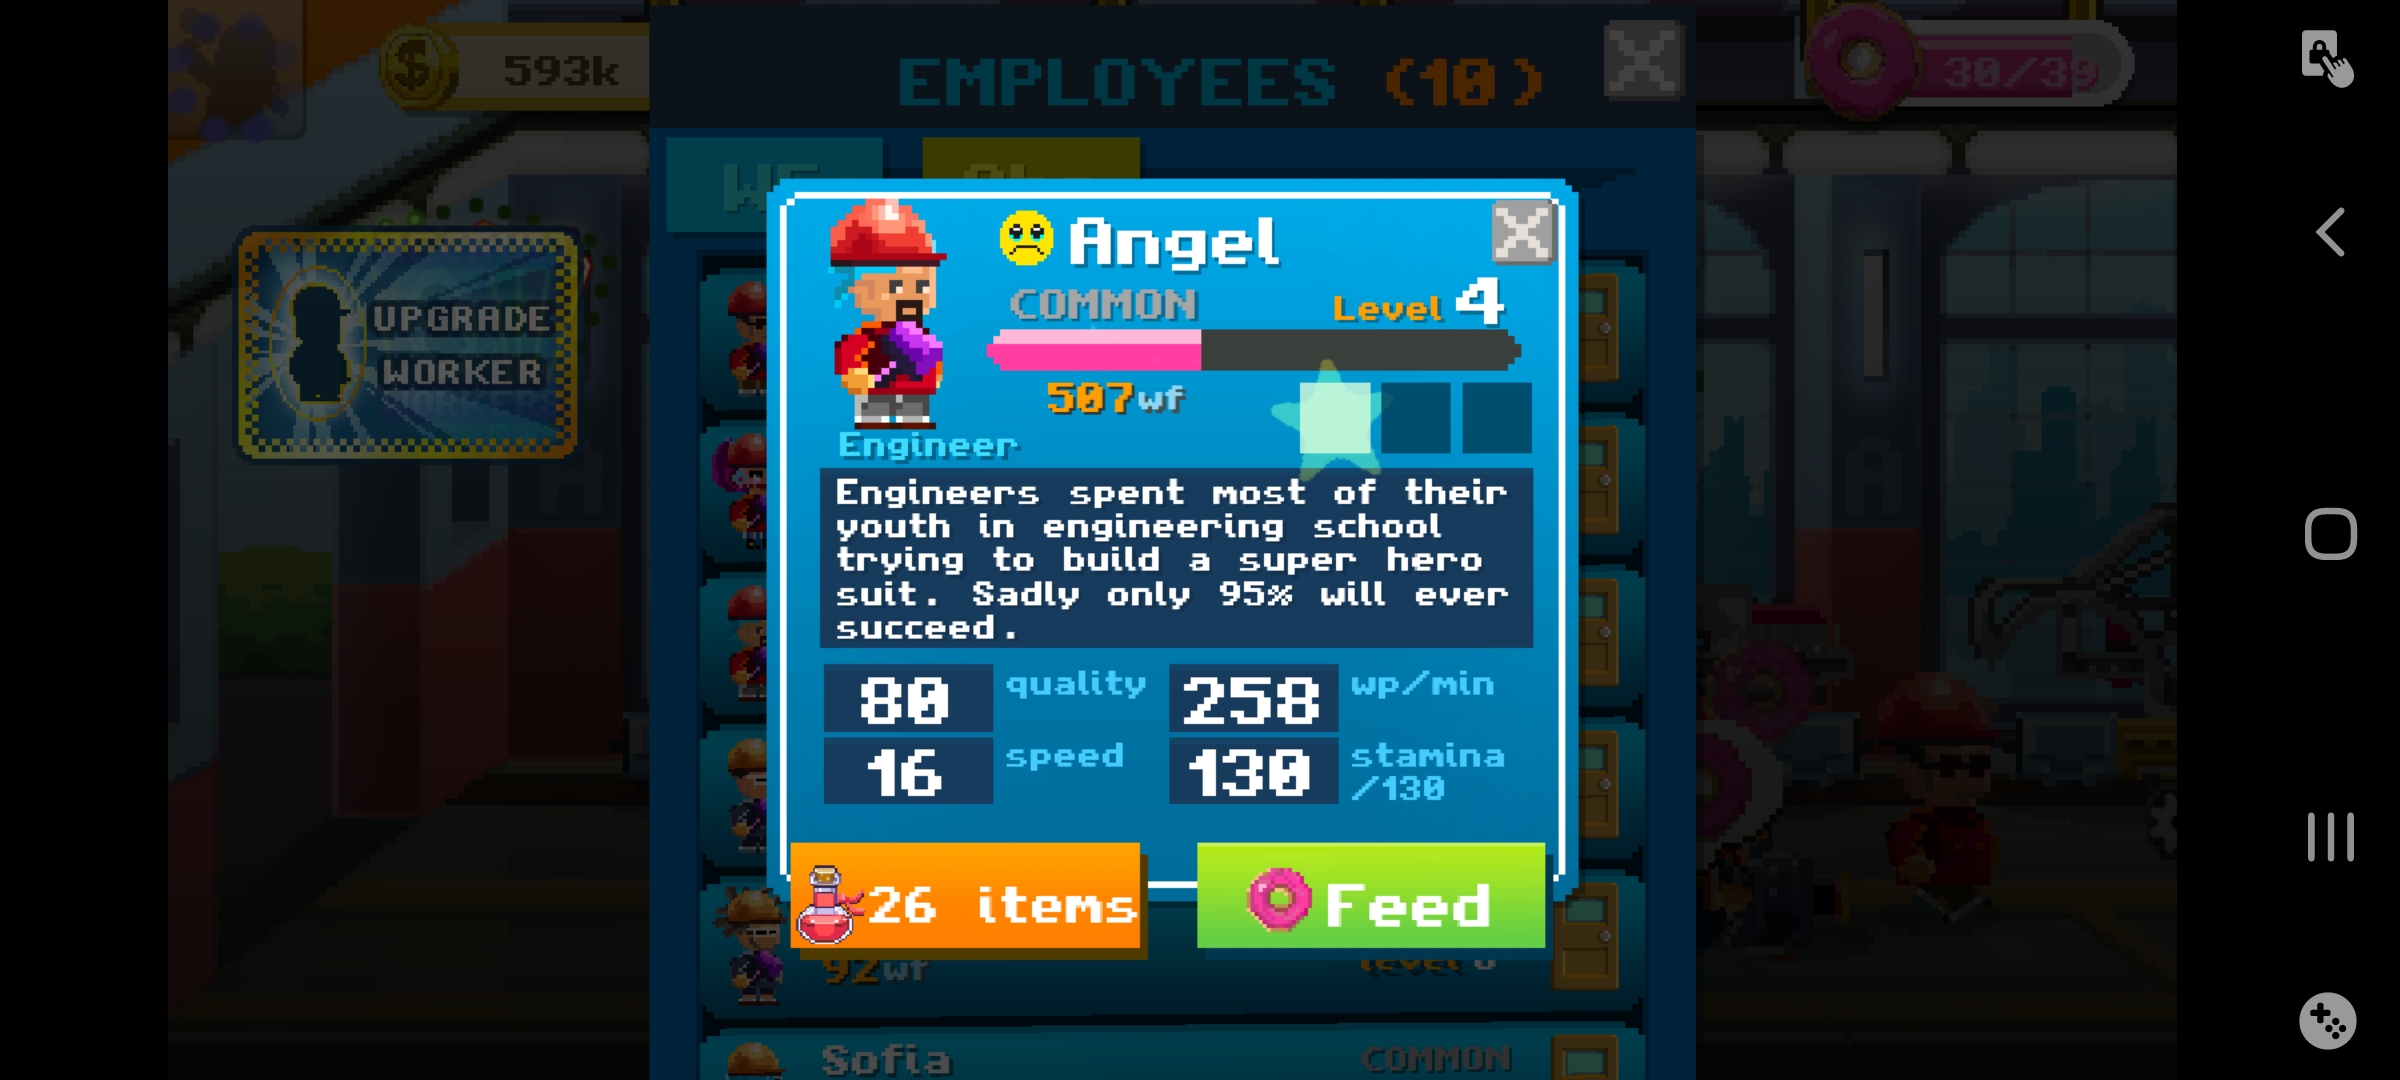 593k
EMPLOYEES (10)
30/39
UPGRADE
WORKER
Angel
COMMON
Level 4
507wf
Engineer
Engineers spent most of their
youth in engineering school
trying to build a super hero
suit. Sadly only 95% will ever
succeed.
80 quality
258 wp/min
16 speed
130 stamina
/130
26 items
Feed
92wf
level
Sofia
COMMON